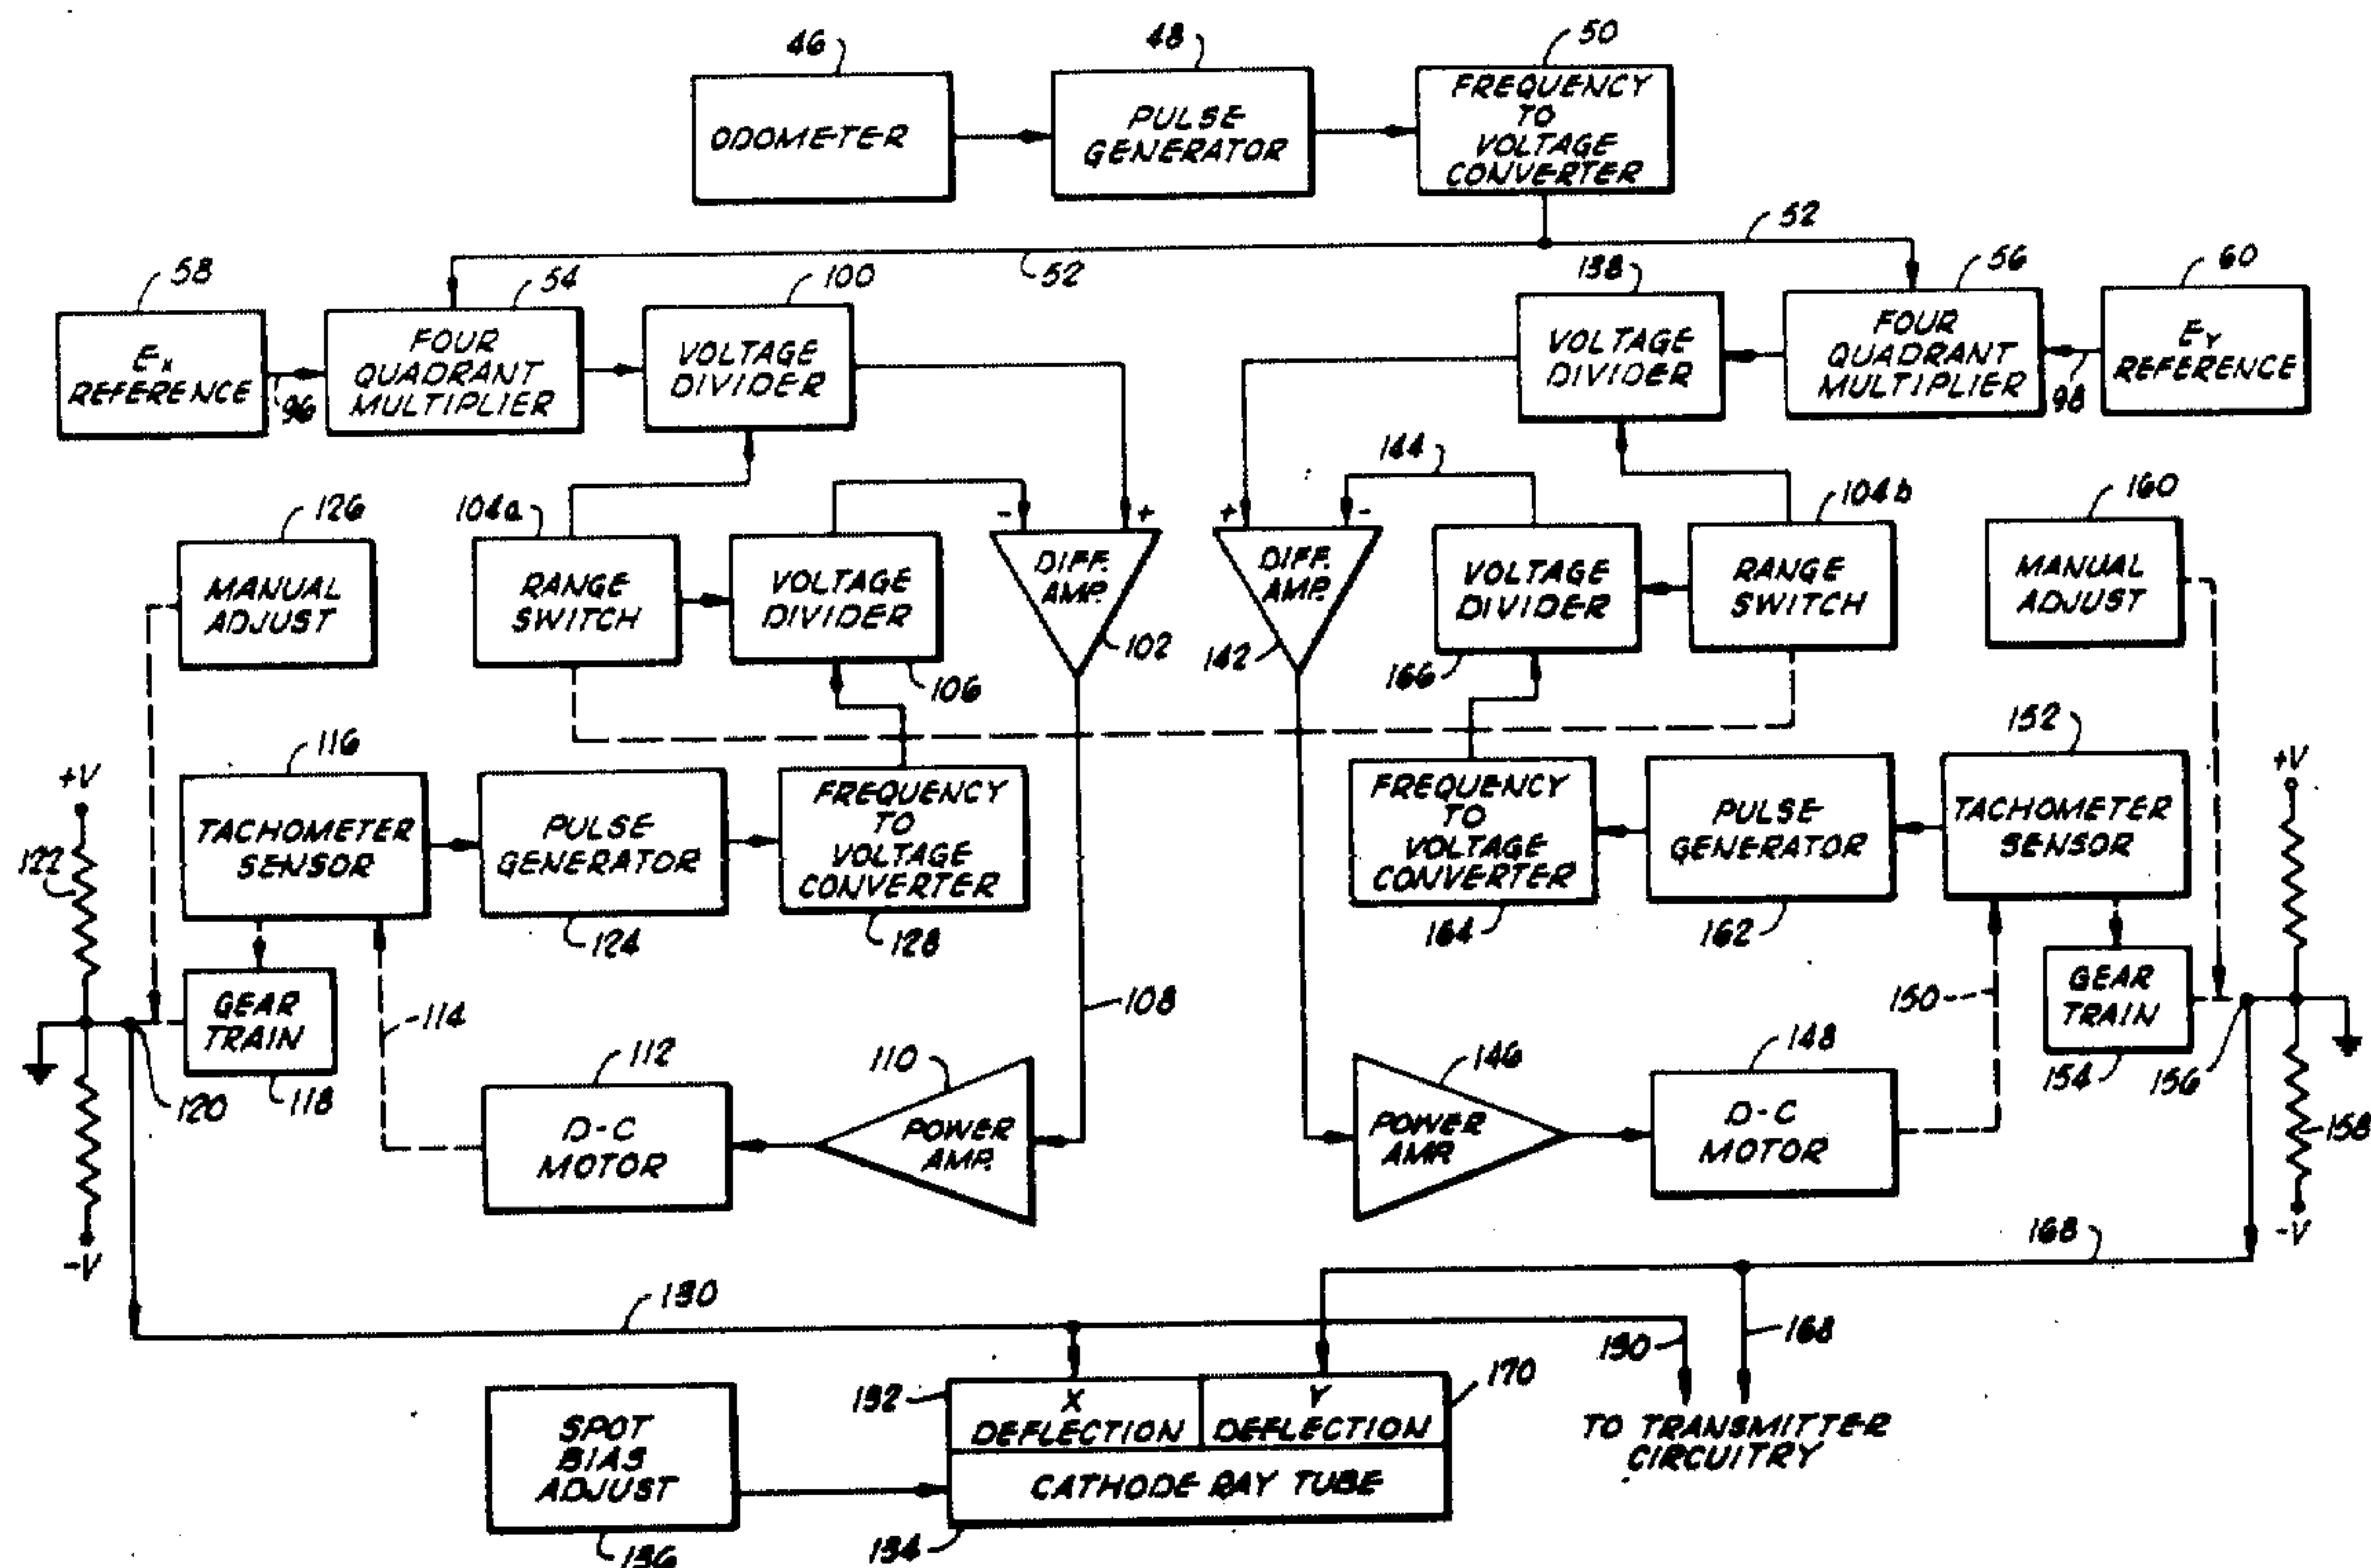 46
48
50
ODOMETER
PULSE
GENERATOR
FREQUENCY
TO
VOLTAGE
CONVERTER
52
52
58
54
100
138
56
60
EX
REFERENCE
96
FOUR
QUADRANT
MULTIPLIER
VOLTAGE
DIVIDER
VOLTAGE
DIVIDER
FOUR
QUADRANT
MULTIPLIER
98
EY
REFERENCE
126
104a
144
104b
160
MANUAL
ADJUST
RANGE
SWITCH
VOLTAGE
DIVIDER
106
- +
DIFF.
AMP.
102
+ -
DIFF.
AMP.
142
VOLTAGE
DIVIDER
166
RANGE
SWITCH
MANUAL
ADJUST
+V
122
116
TACHOMETER
SENSOR
PULSE
GENERATOR
124
FREQUENCY
TO
VOLTAGE
CONVERTER
128
FREQUENCY
TO
VOLTAGE
CONVERTER
164
PULSE
GENERATOR
162
152
TACHOMETER
SENSOR
+V
GEAR
TRAIN
118
120
114
108
112
D-C
MOTOR
110
POWER
AMP.
146
POWER
AMP.
148
D-C
MOTOR
150
GEAR
TRAIN
154
156
158
-V
-V
130
168
130
168
132
X
DEFLECTION
Y
DEFLECTION
170
TO TRANSMITTER
CIRCUITRY
SPOT
BIAS
ADJUST
136
CATHODE RAY TUBE
134